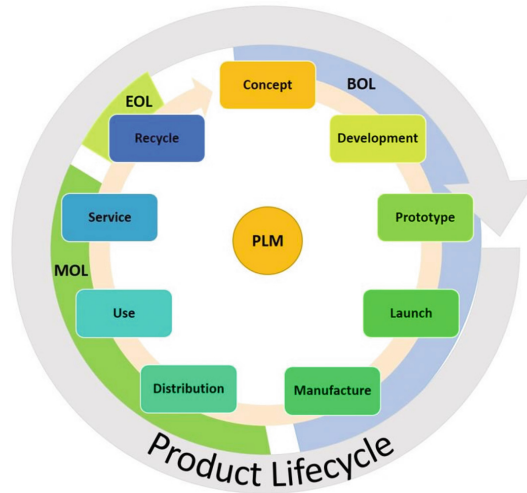 Concept
BOL
EOL
Recycle
Development
Service
Prototype
PLM
MOL
Use
Launch
Distribution
Manufacture
Product Lifecycle